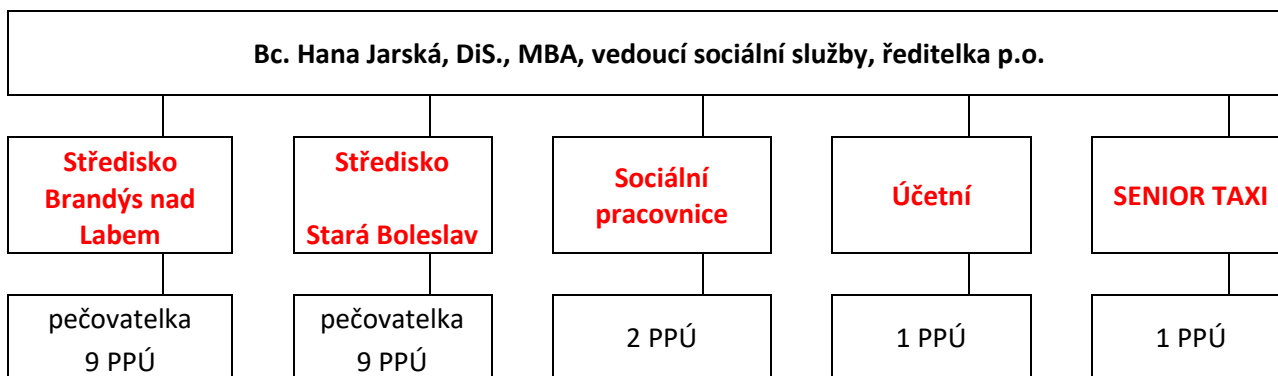 Bc. Hana Jarská, DiS., MBA, vedoucí sociální služby, ředitelka p.o.
Středisko
Brandýs nad
Labem
Středisko
Stará Boleslav
Sociální
pracovnice
Účetní
SENIOR TAXI
pečovatelka
9 PPÚ
pečovatelka
9 PPÚ
2 PPÚ
1 PPÚ
1 PPÚ